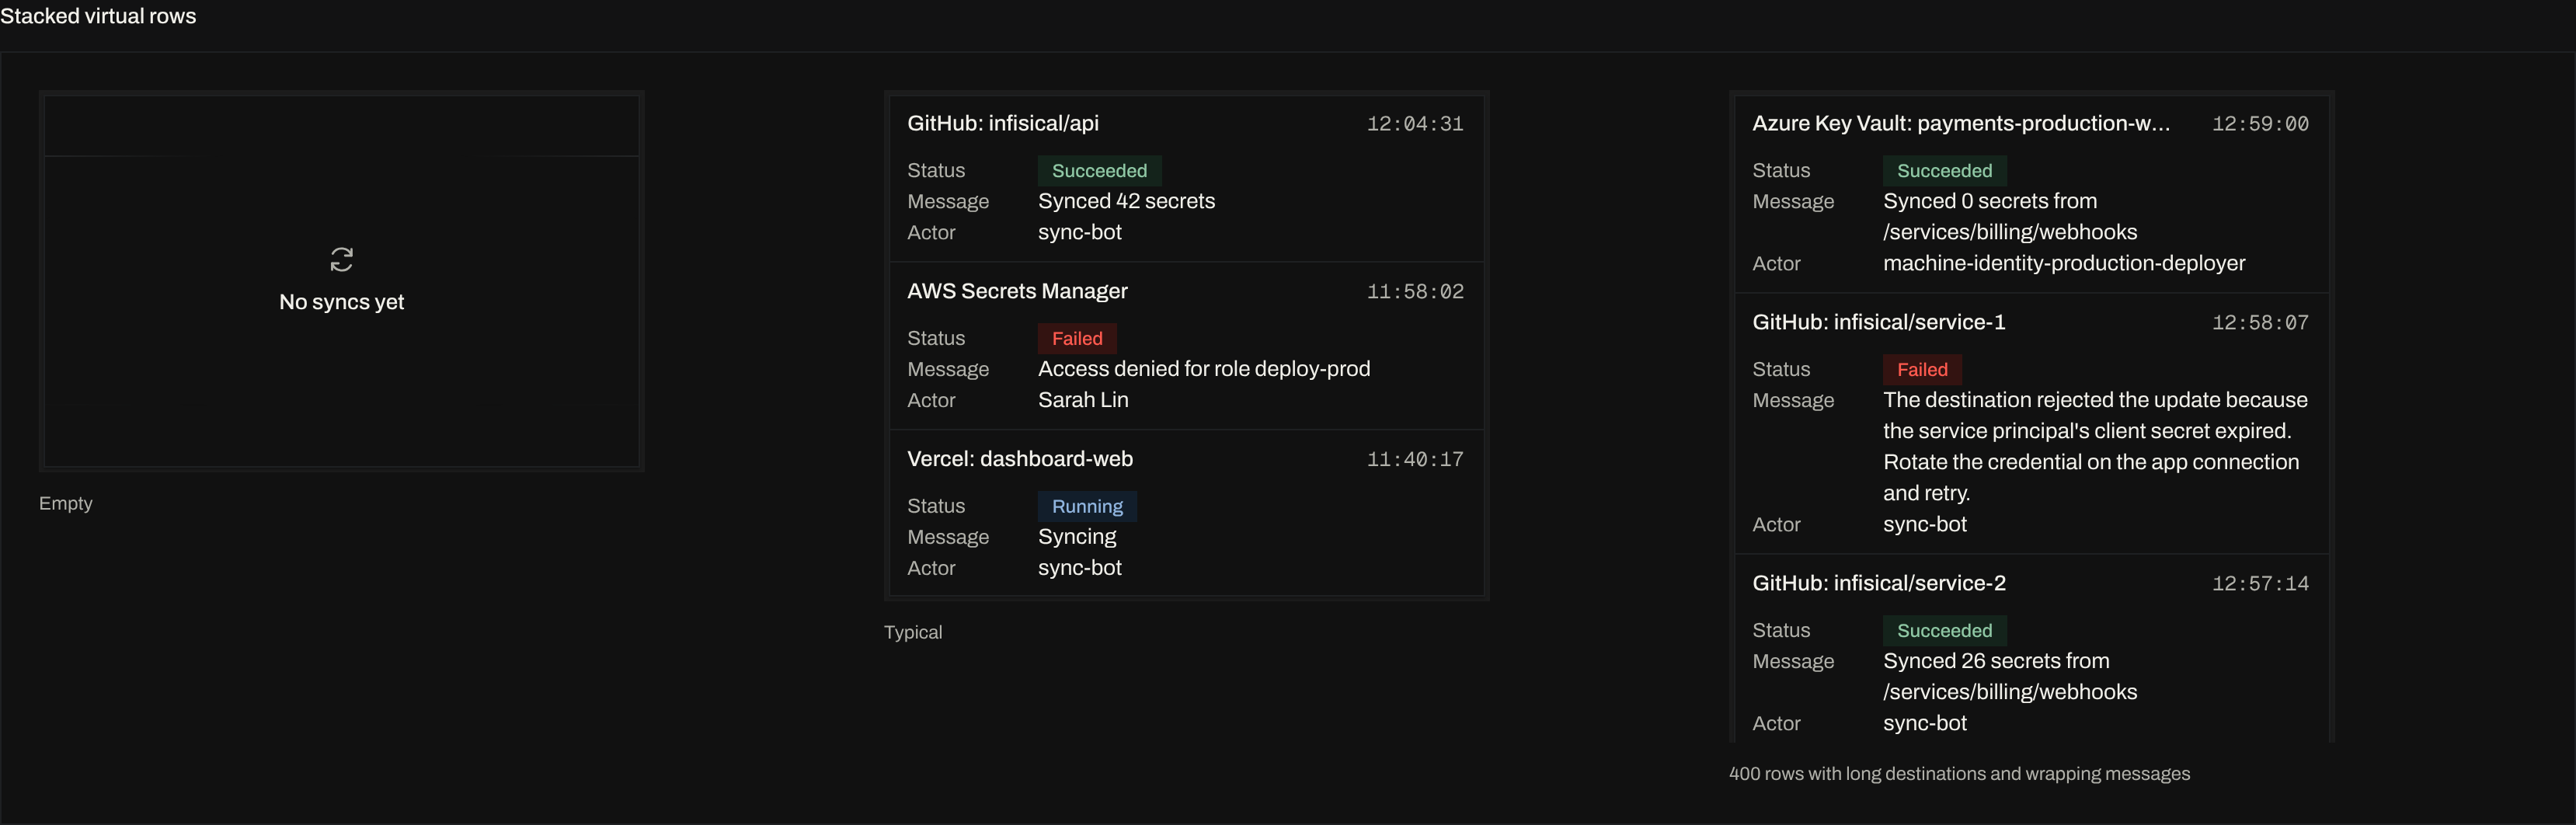 Stacked virtual rows
No syncs yet
Empty
GitHub: infisical/api 12:04:31
Status Succeeded
Message Synced 42 secrets
Actor sync-bot
AWS Secrets Manager 11:58:02
Status Failed
Message Access denied for role deploy-prod
Actor Sarah Lin
Vercel: dashboard-web 11:40:17
Status Running
Message Syncing
Actor sync-bot
Typical
Azure Key Vault: payments-production-w... 12:59:00
Status Succeeded
Message Synced 0 secrets from
/services/billing/webhooks
Actor machine-identity-production-deployer
GitHub: infisical/service-1 12:58:07
Status Failed
Message The destination rejected the update because
the service principal's client secret expired.
Rotate the credential on the app connection
and retry.
Actor sync-bot
GitHub: infisical/service-2 12:57:14
Status Succeeded
Message Synced 26 secrets from
/services/billing/webhooks
Actor sync-bot
400 rows with long destinations and wrapping messages